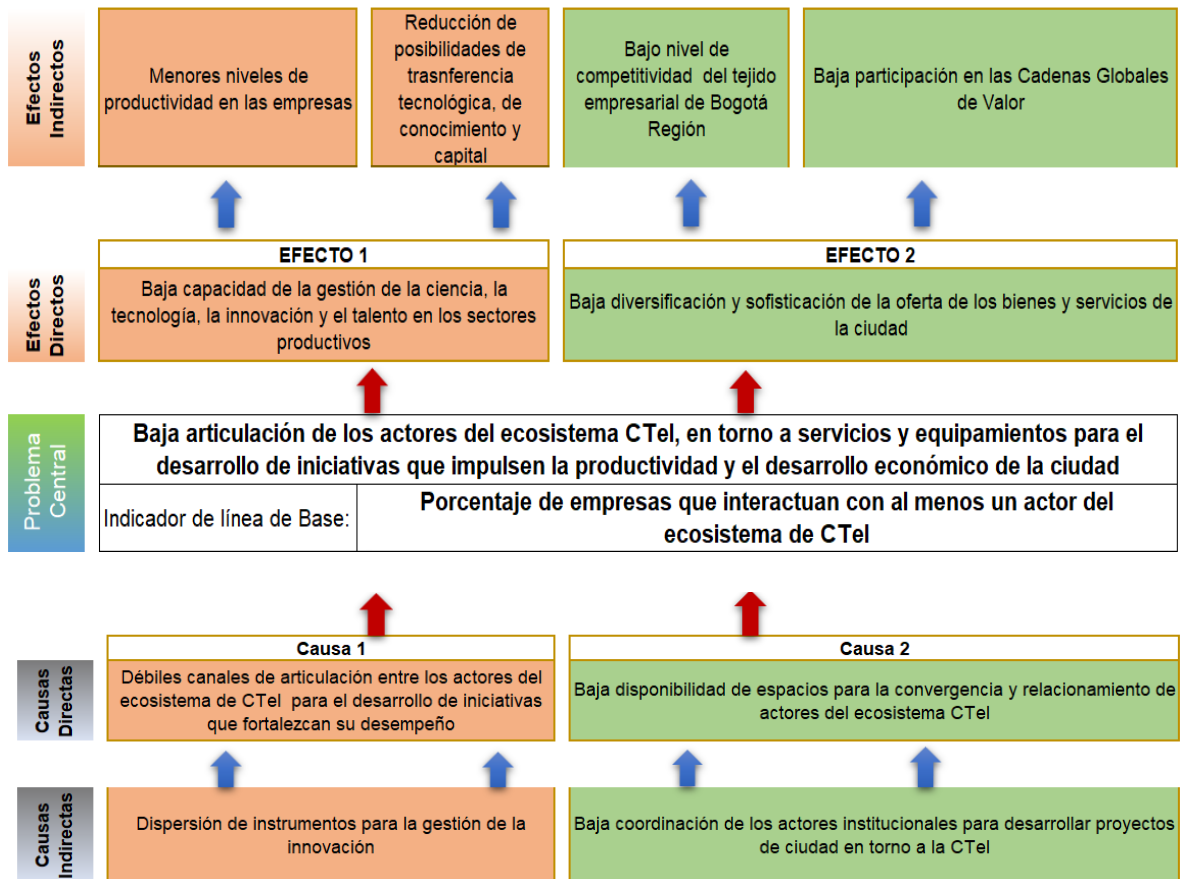 Efectos
Indirectos
Menores niveles de
productividad en las empresas
Reducción de
posibilidades de
trasnferencia
tecnológica, de
conocimiento y
capital
Bajo nivel de
competitividad del tejido
empresarial de Bogotá
Región
Baja participación en las Cadenas Globales
de Valor
Efectos
Directos
EFECTO 1
Baja capacidad de la gestión de la ciencia, la
tecnología, la innovación y el talento en los sectores
productivos
EFECTO 2
Baja diversificación y sofisticación de la oferta de los bienes y servicios de
la ciudad
Problema
Central
Baja articulación de los actores del ecosistema CTeI, en torno a servicios y equipamientos para el
desarrollo de iniciativas que impulsen la productividad y el desarrollo económico de la ciudad
Indicador de línea de Base:
Porcentaje de empresas que interactuan con al menos un actor del
ecosistema de CTeI
Causas
Directas
Causa 1
Débiles canales de articulación entre los actores del
ecosistema de CTeI para el desarrollo de iniciativas
que fortalezcan su desempeño
Causa 2
Baja disponibilidad de espacios para la convergencia y relacionamiento de
actores del ecosistema CTeI
Causas
Indirectas
Dispersión de instrumentos para la gestión de la
innovación
Baja coordinación de los actores institucionales para desarrollar proyectos
de ciudad en torno a la CTeI